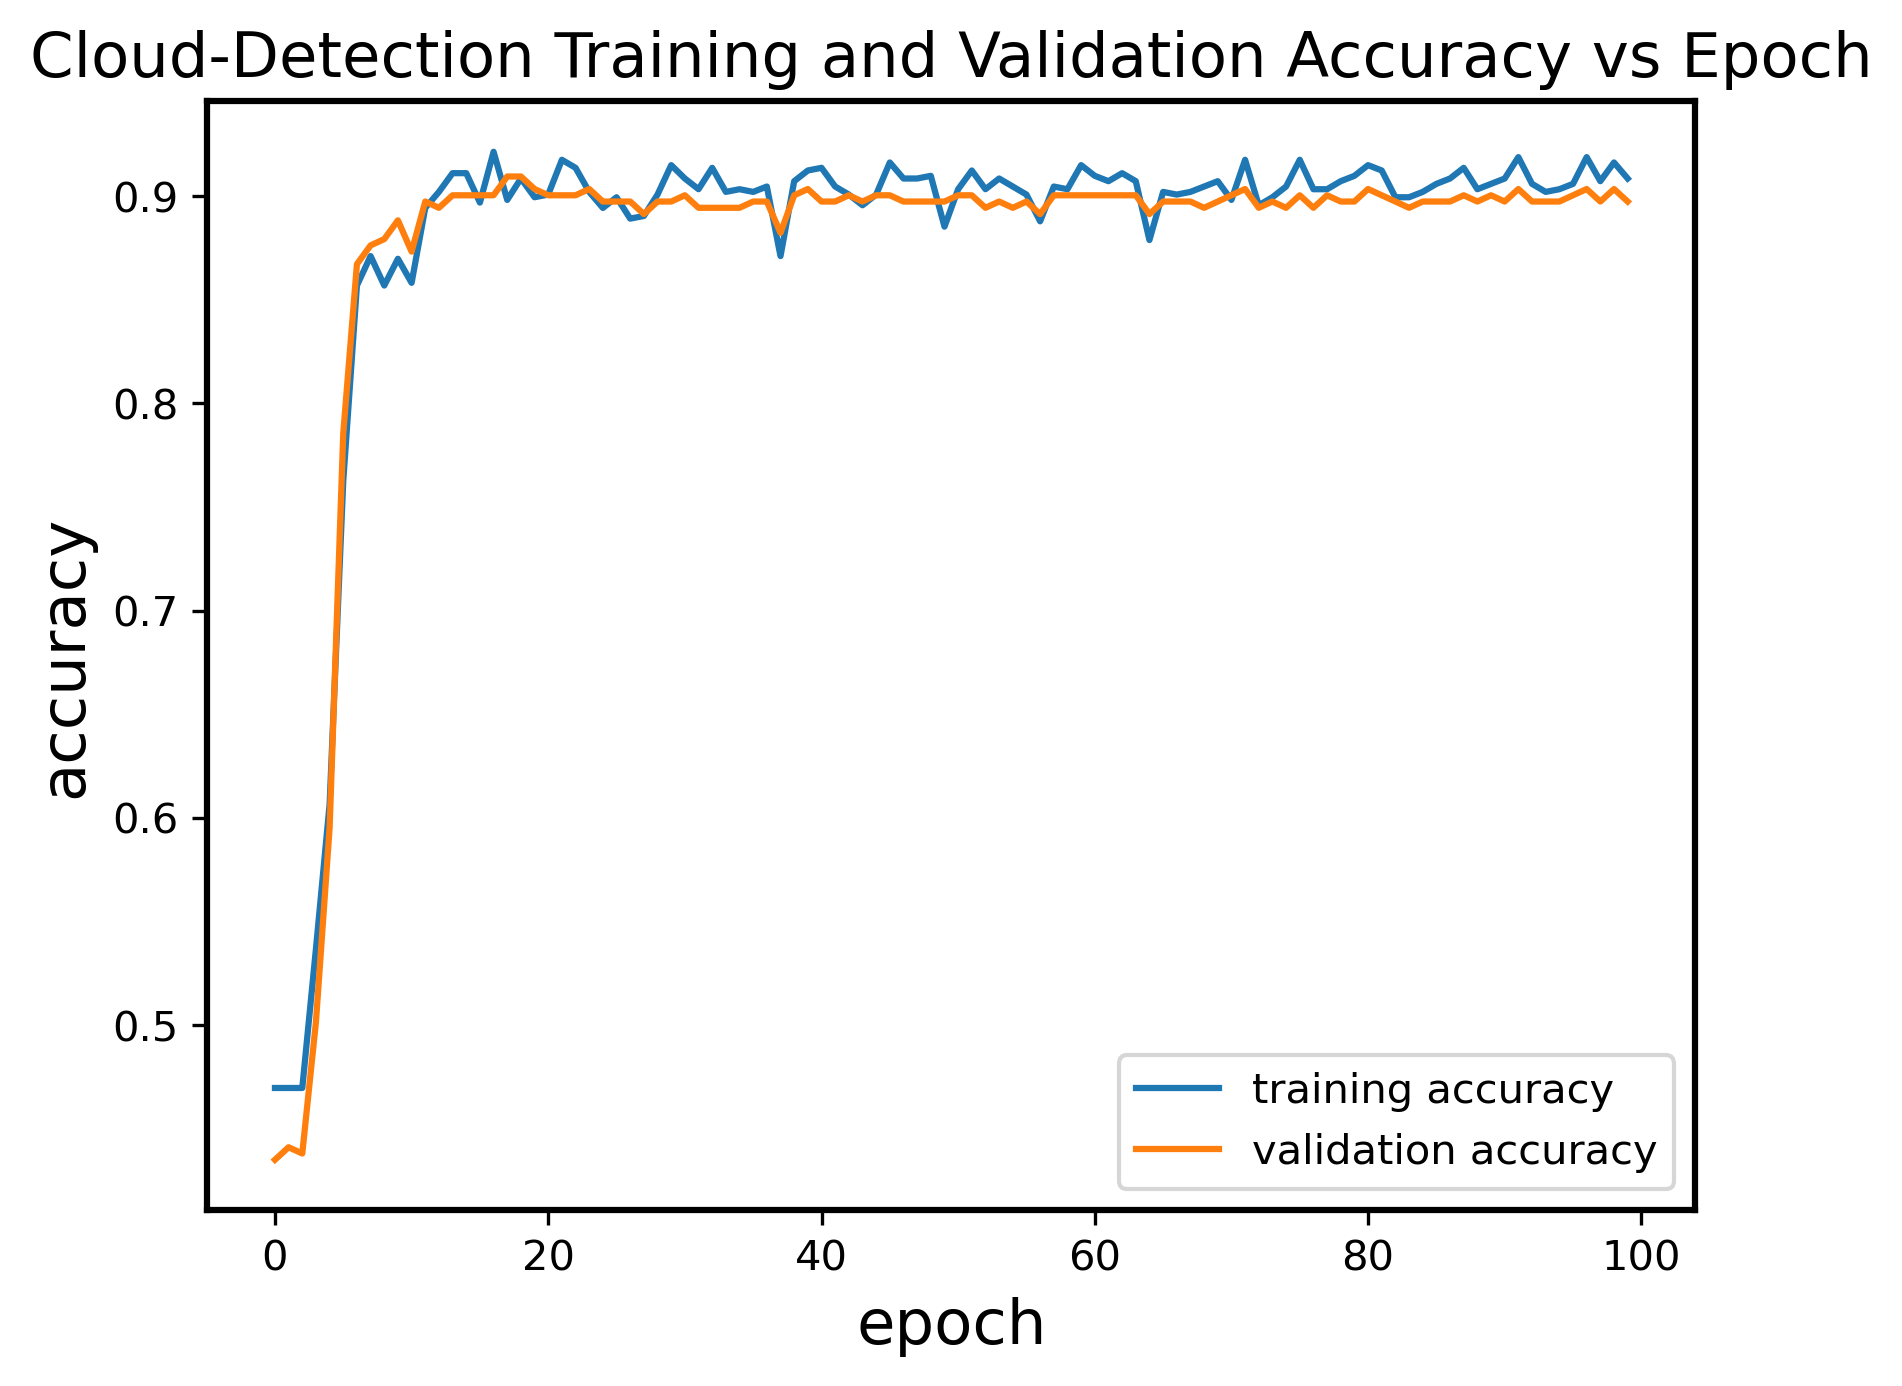 Cloud-Detection Training and Validation Accuracy vs Epoch
accuracy
0.9
0.8
0.7
0.6
0.5
training accuracy
validation accuracy
0 20 40 60 80 100
epoch